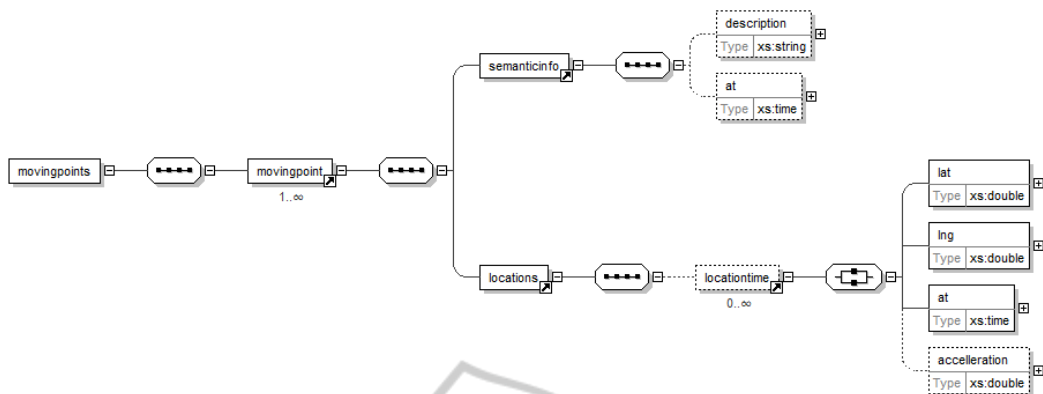 description
Type xs:string
semanticinfo
at
Type xs:time
movingpoints
movingpoint
1..∞
lat
Type xs:double
lng
Type xs:double
locations
locationtime
0..∞
at
Type xs:time
accelleration
Type xs:double